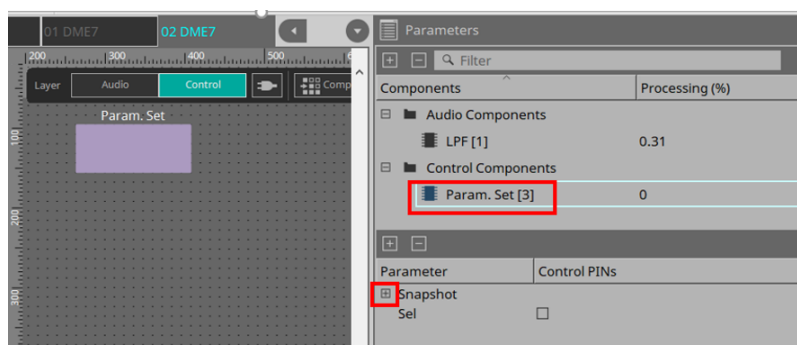 01 DME7
02 DME7
200 300 400 500
Layer Audio Control Comp
Param. Set
100
200
300
Parameters
Filter
Components Processing (%)
Audio Components
LPF [1] 0.31
Control Components
Param. Set [3] 0
Parameter Control PINs
Snapshot
Sel